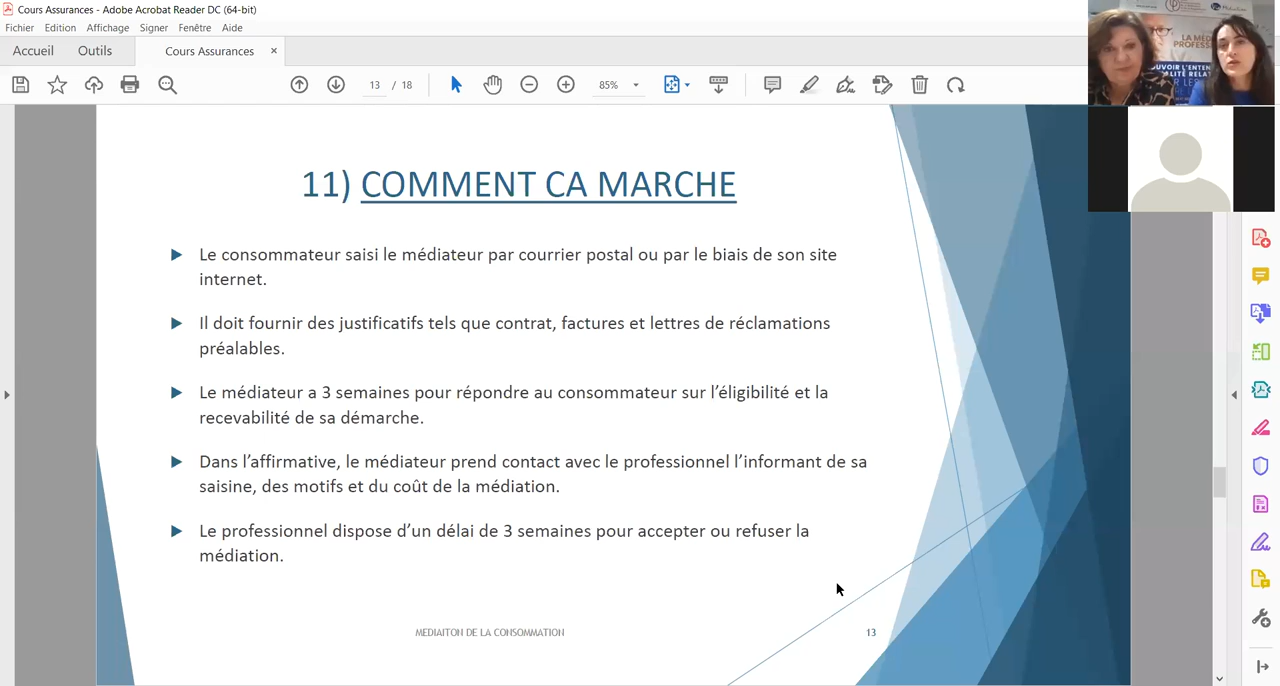 Cours Assurances - Adobe Acrobat Reader DC (64-bit)
Fichier Edition Affichage Signer Fenêtre Aide
Accueil Outils Cours Assurances ×
13 / 18 85%
11) COMMENT CA MARCHE
Le consommateur saisi le médiateur par courrier postal ou par le biais de son site
internet.
Il doit fournir des justificatifs tels que contrat, factures et lettres de réclamations
préalables.
Le médiateur a 3 semaines pour répondre au consommateur sur l’éligibilité et la
recevabilité de sa démarche.
Dans l’affirmative, le médiateur prend contact avec le professionnel l’informant de sa
saisine, des motifs et du coût de la médiation.
Le professionnel dispose d’un délai de 3 semaines pour accepter ou refuser la
médiation.
MEDIAITON DE LA CONSOMMATION
13
LA MÉD
PROFESS